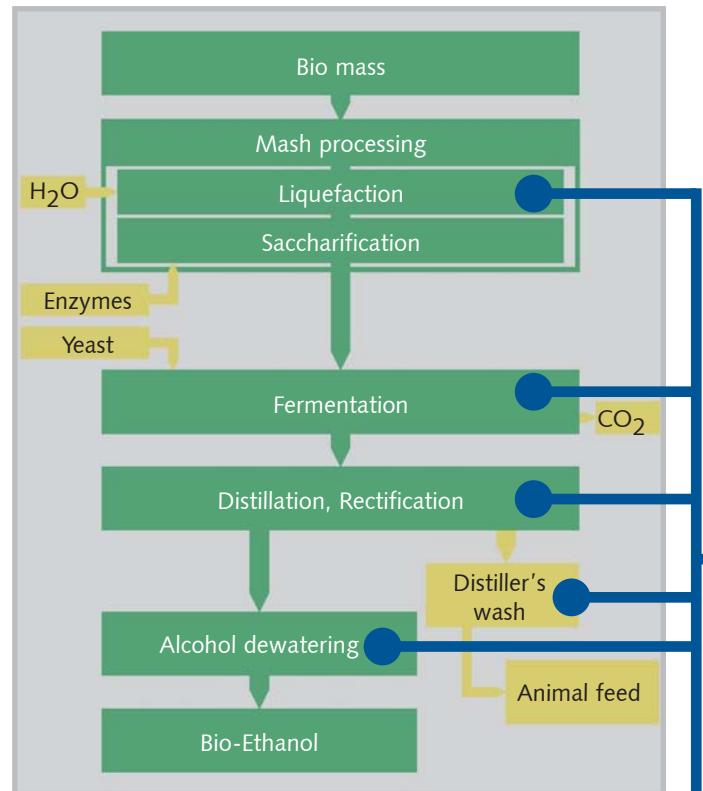 Bio mass
Mash processing
H₂O
Liquefaction
Saccharification
Enzymes
Yeast
Fermentation
CO₂
Distillation, Rectification
Distiller's
wash
Alcohol dewatering
Animal feed
Bio-Ethanol